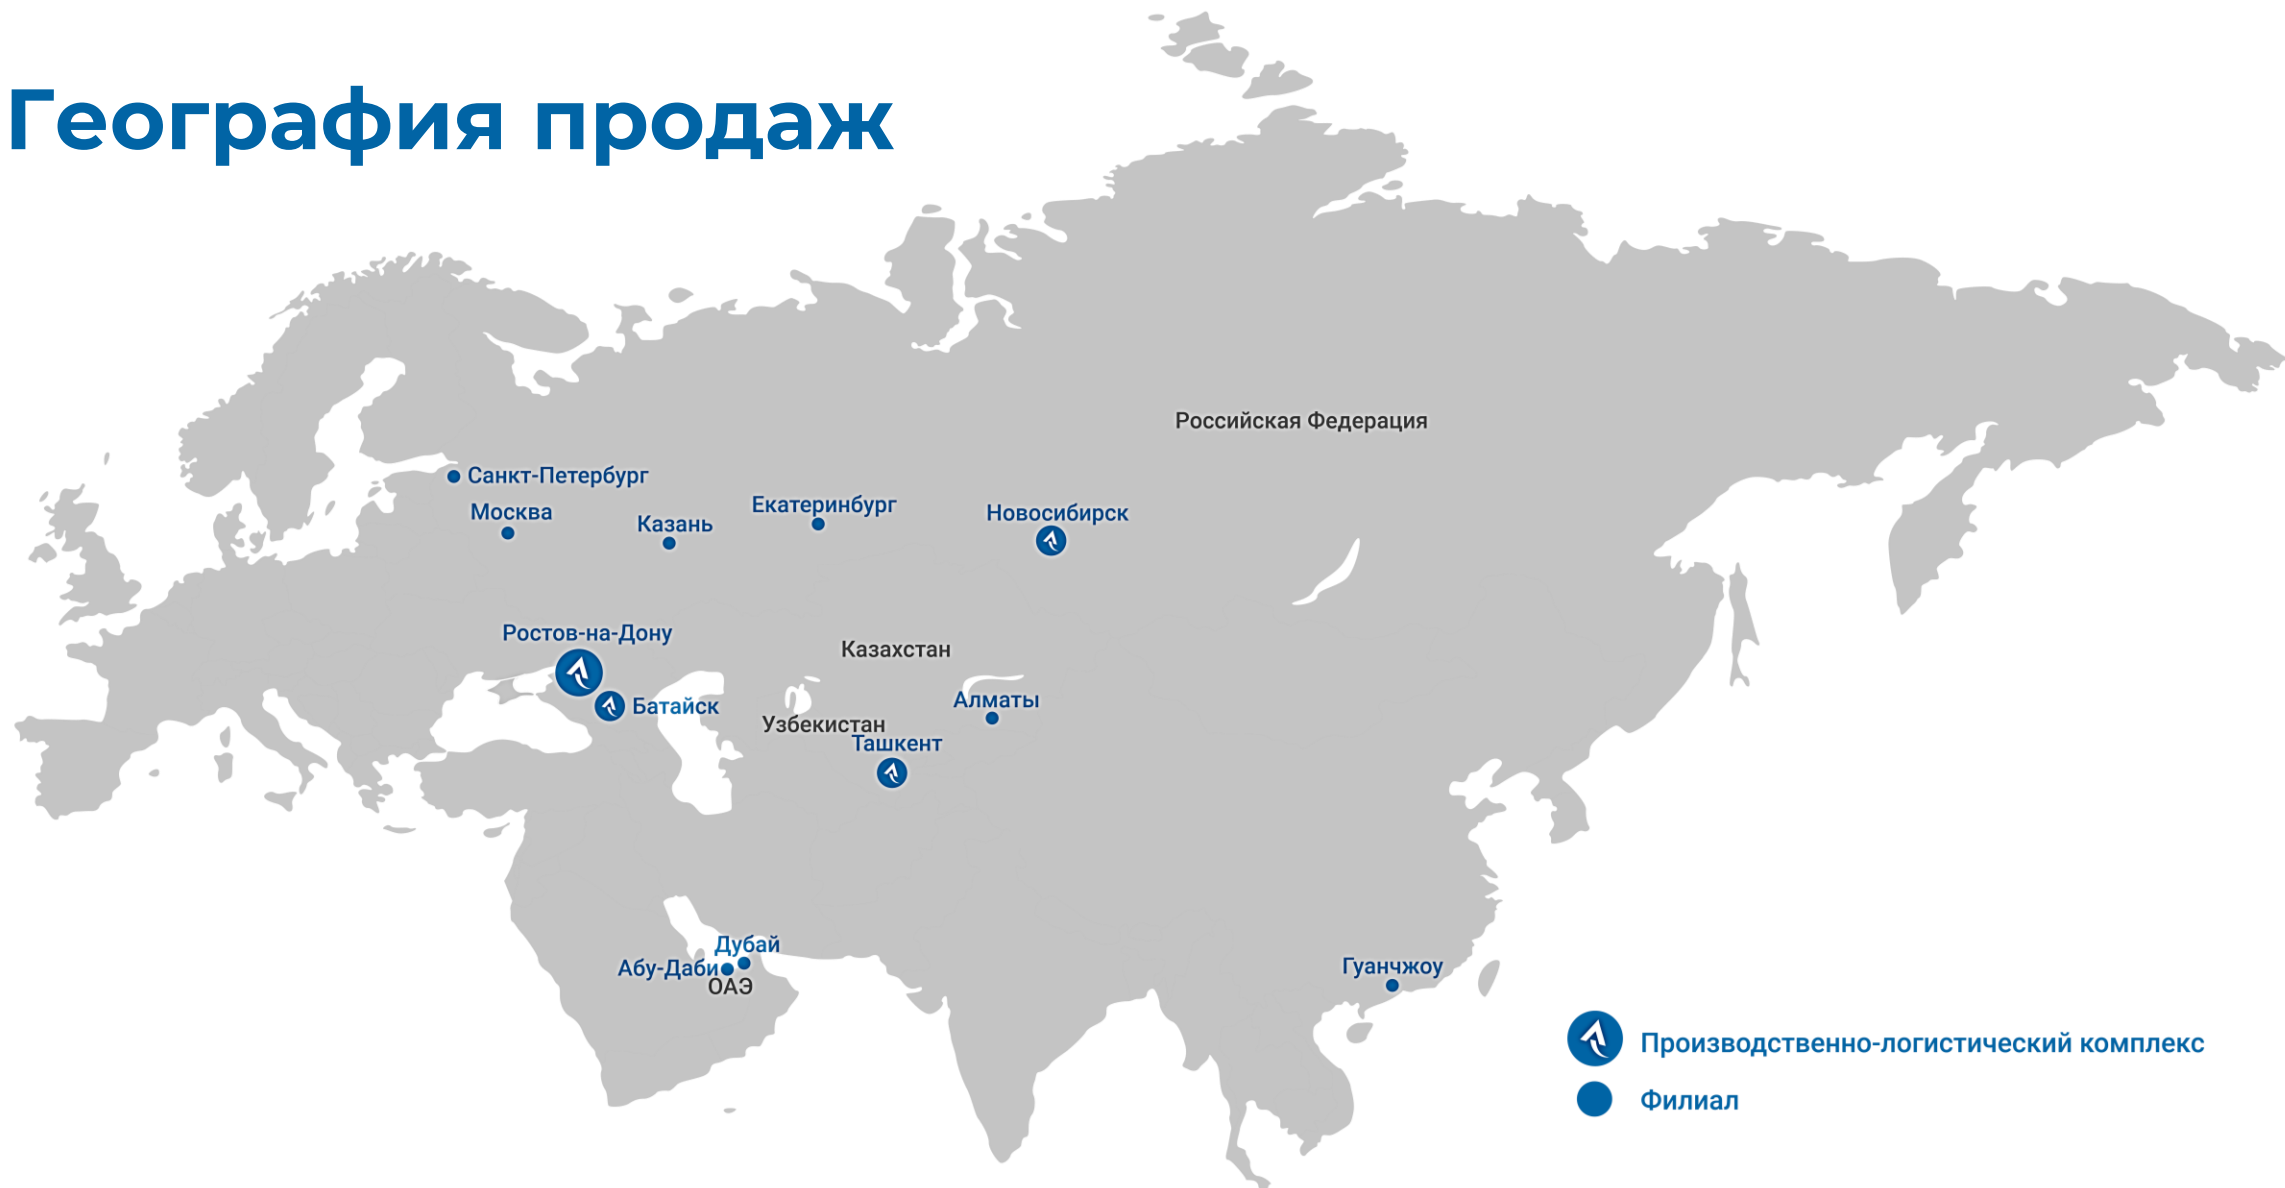 География продаж
Российская Федерация
Санкт-Петербург
Москва
Казань
Екатеринбург
Новосибирск
Ростов-на-Дону
Батайск
Казахстан
Алматы
Узбекистан
Ташкент
Дубай
Абу-Даби
ОАЭ
Гуанчжоу
Производственно-логистический комплекс
Филиал